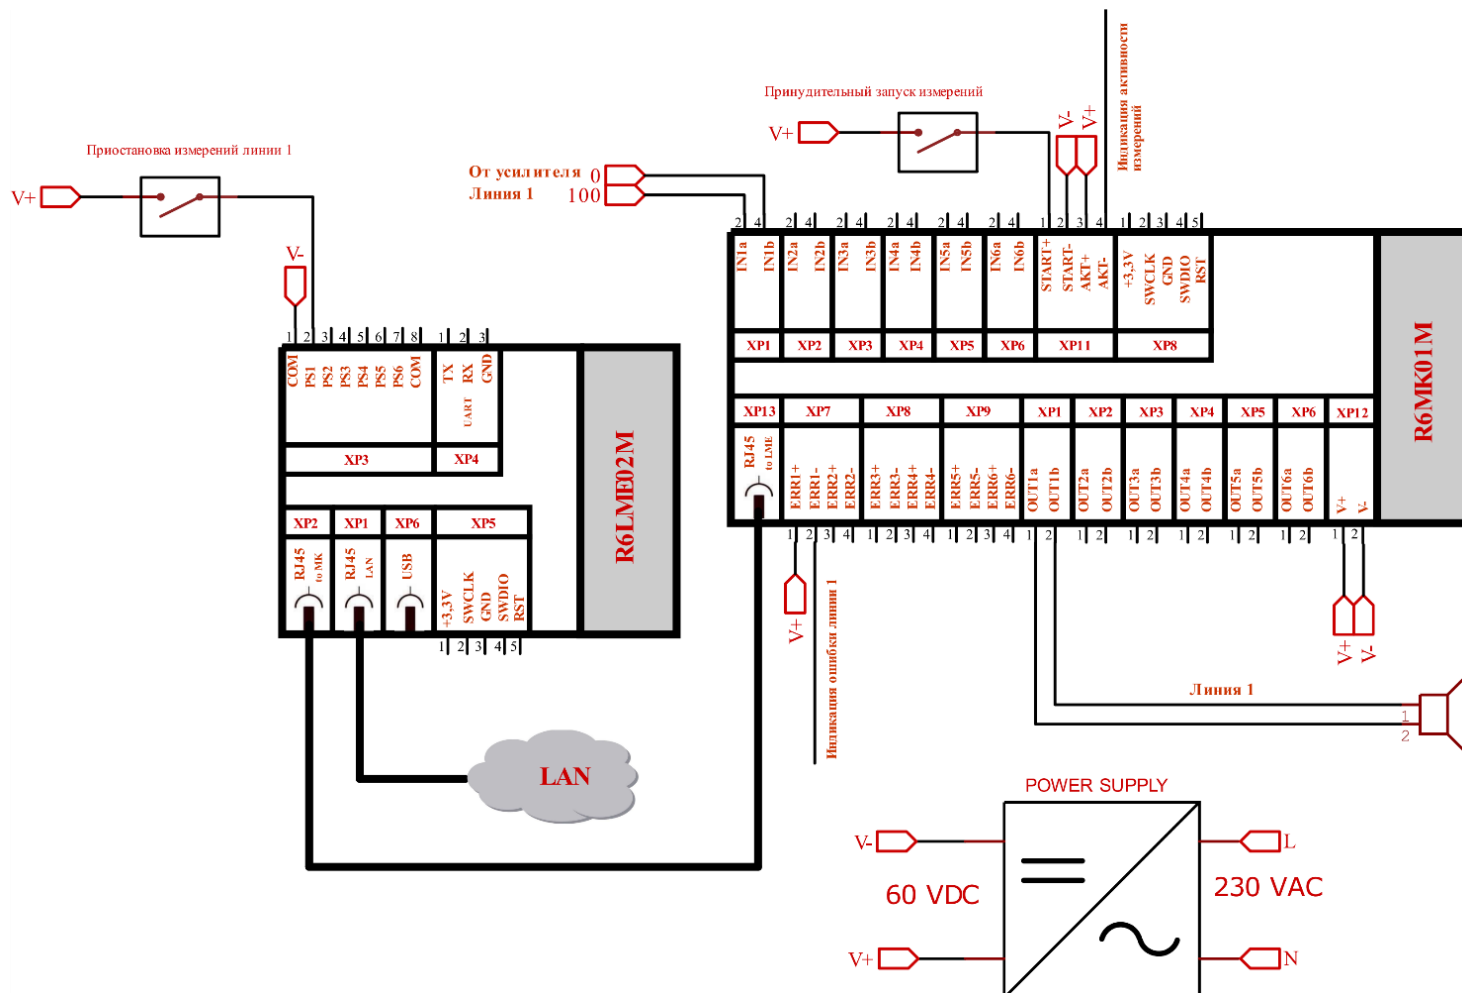 Принудительный запуск измерений
V+
V-
V+
Индикация активности
измерений
Приостановка измерений линии 1
V+
V-
От усилителя 0
Линия 1 100
2 4 2 4 2 4 2 4 2 4 2 4 1 2 3 4 1 2 3 4 5
IN1a IN1b IN2a IN2b IN3a IN3b IN4a IN4b IN5a IN5b IN6a IN6b START+ START- AKT+ AKT- +3,3V SWCLK GND SWDIO RST
XP1 XP2 XP3 XP4 XP5 XP6 XP11 XP8
R6MK01M
XP13 XP7 XP8 XP9 XP1 XP2 XP3 XP4 XP5 XP6 XP12
RJ45
to LME
ERR1+ ERR1- ERR2+ ERR2- ERR3+ ERR3- ERR4+ ERR4- ERR5+ ERR5- ERR6+ ERR6- OUT1a OUT1b OUT2a OUT2b OUT3a OUT3b OUT4a OUT4b OUT5a OUT5b OUT6a OUT6b V+ V-
1 2 3 4 1 2 3 4 1 2 3 4 1 2 1 2 1 2 1 2 1 2 1 2 1 2
V+
Индикация ошибки линии 1
V+
V-
Линия 1
1
2
1 2 3 4 5 6 7 8 1 2 3
COM PS1 PS2 PS3 PS4 PS5 PS6 COM TX RX GND
UART
XP3 XP4
R6LME02M
XP2 XP1 XP6 XP5
RJ45
to MK
RJ45
LAN
USB
+3,3V SWCLK GND SWDIO RST
1 2 3 4 5
LAN
POWER SUPPLY
V- L
60 VDC 230 VAC
V+ N